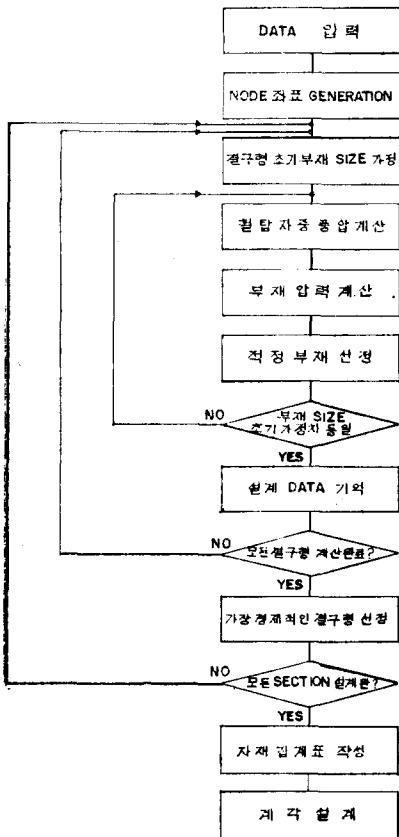 DATA 입력
NODE 좌표 GENERATION
결구형 초기부재 SIZE 가정
철탑 자중 풍압계산
부재 압력 계산
적정 부재 선정
부재 SIZE
초기가정치 동일
NO
YES
설계 DATA 기억
모든결구형 계산완료?
NO
YES
가장경제적인 결구형 선정
모든 SECTION 설계완?
NO
YES
자재 집계표 작성
계 각 설 계